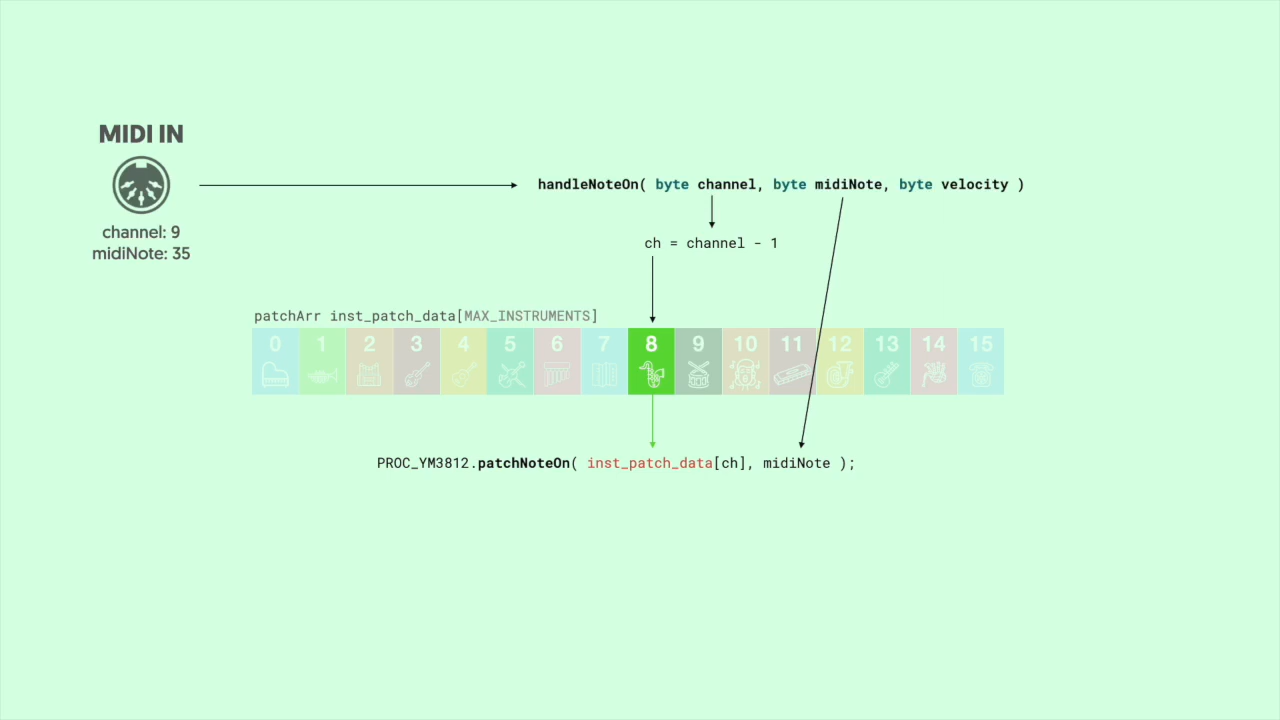 MIDI IN
channel: 9
midiNote: 35
handleNoteOn( byte channel, byte midiNote, byte velocity )
ch = channel - 1
patchArr inst_patch_data[MAX_INSTRUMENTS]
0 1 2 3 4 5 6 7 8 9 10 11 12 13 14 15
PROC_YM3812.patchNoteOn( inst_patch_data[ch], midiNote );